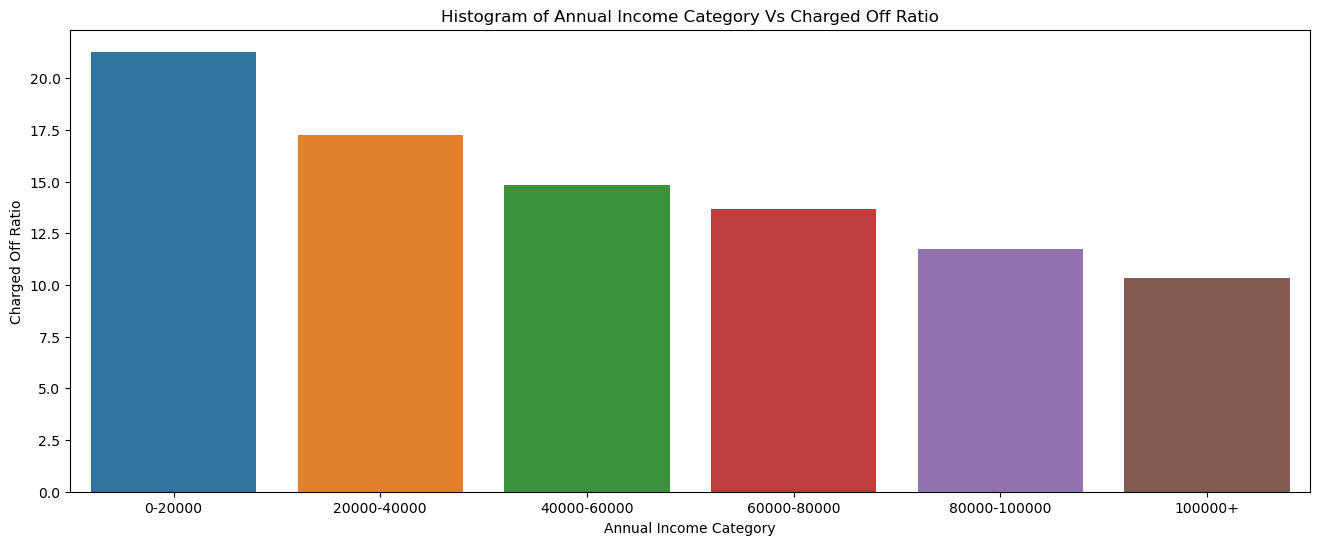 Histogram of Annual Income Category Vs Charged Off Ratio
Charged Off Ratio
20.0
17.5
15.0
12.5
10.0
7.5
5.0
2.5
0.0
0-20000 20000-40000 40000-60000 60000-80000 80000-100000 100000+
Annual Income Category